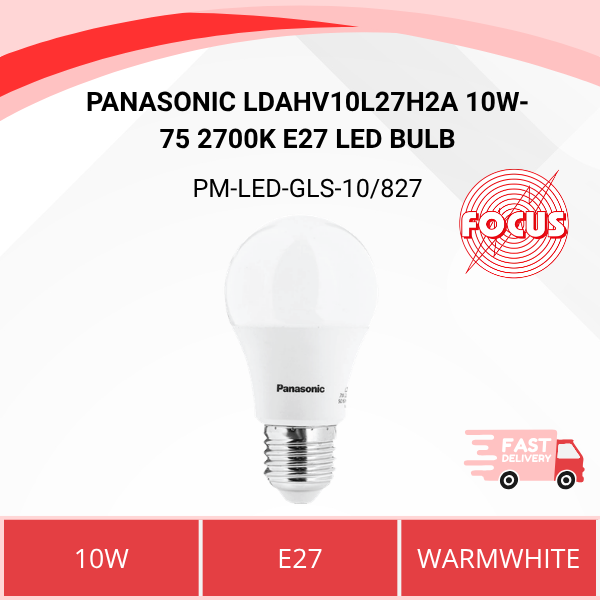 PANASONIC LDAHV10L27H2A 10W-
75 2700K E27 LED BULB
PM-LED-GLS-10/827
FOCUS
Panasonic
FAST
DELIVERY
10W
E27
WARMWHITE